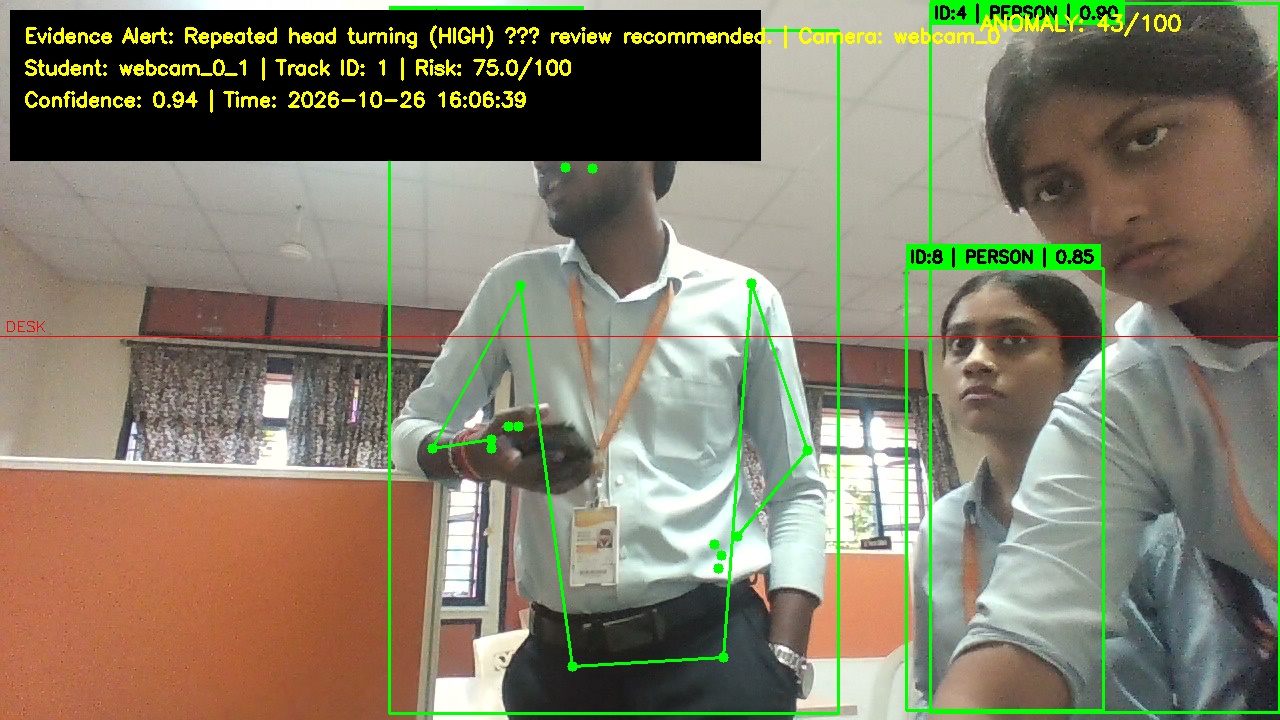 Evidence Alert: Repeated head turning (HIGH) ??? review recommended. | Camera: webcam_0
Student: webcam_0_1 | Track ID: 1 | Risk: 75.0/100
Confidence: 0.94 | Time: 2026-10-26 16:06:39
ID:4 | PERSON | 0.90
ANOMALY: 43/100
ID:8 | PERSON | 0.85
DESK